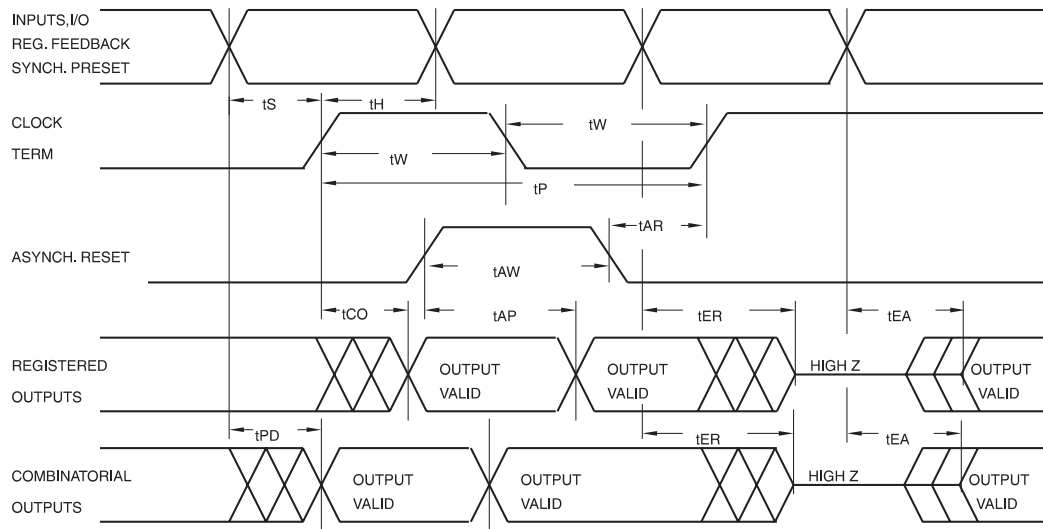 INPUTS,I/O
REG. FEEDBACK
SYNCH. PRESET
tS
tH
CLOCK
TERM
tW
tW
tP
tAR
ASYNCH. RESET
tAW
tCO
tAP
tER
tEA
REGISTERED
OUTPUTS
OUTPUT
VALID
OUTPUT
VALID
HIGH Z
OUTPUT
VALID
tPD
tER
tEA
COMBINATORIAL
OUTPUTS
OUTPUT
VALID
OUTPUT
VALID
HIGH Z
OUTPUT
VALID